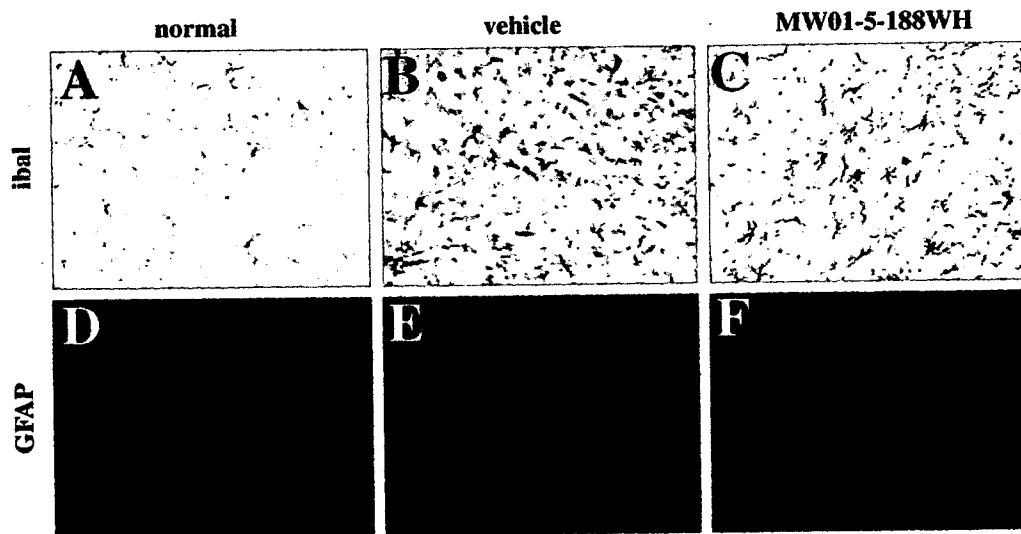 normal vehicle MW01-5-188WH
A B C
ibal
D E F
GFAP